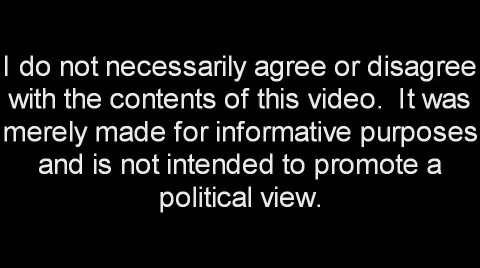 I do not necessarily agree or disagree
with the contents of this video.  It was
merely made for informative purposes
and is not intended to promote a
political view.